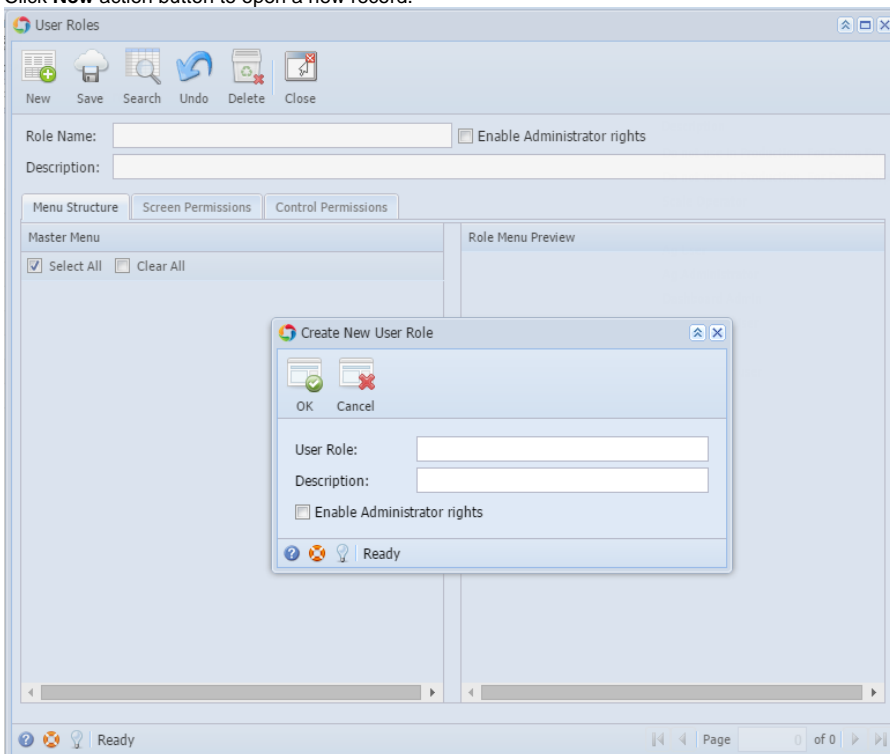 Click New action button to open a new record.
User Roles
New Save Search Undo Delete Close
Role Name: Enable Administrator rights
Description:
Menu Structure Screen Permissions Control Permissions
Master Menu Role Menu Preview
Select All Clear All
Create New User Role
OK Cancel
User Role:
Description:
Enable Administrator rights
Ready
Ready Page 0 of 0